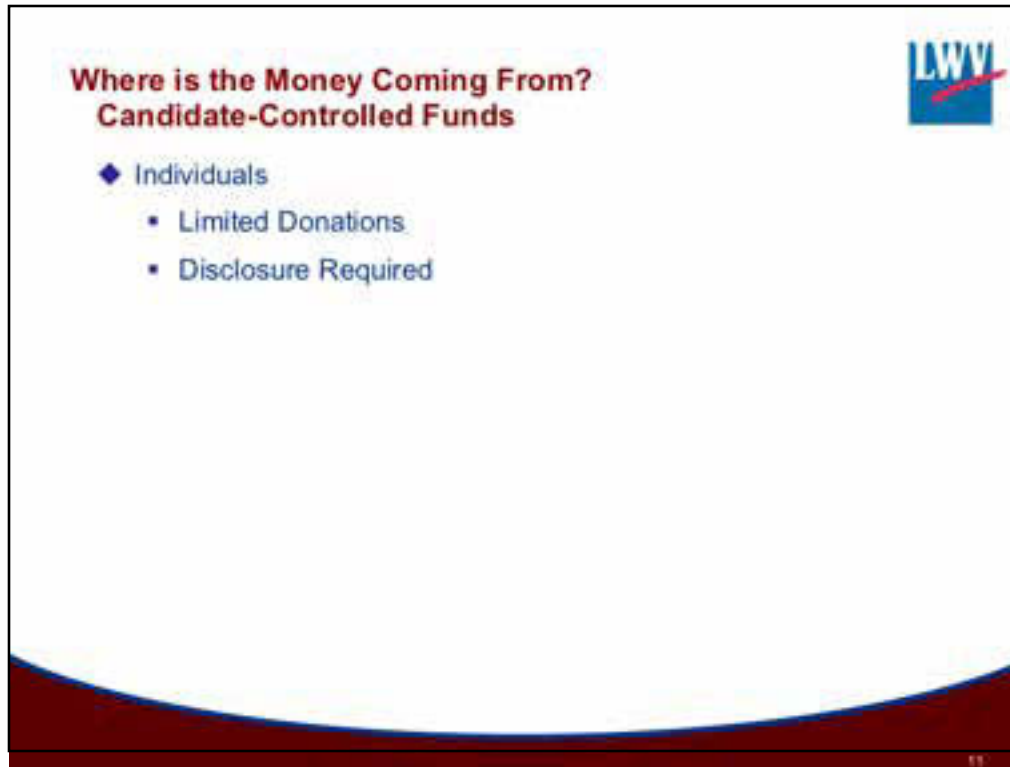 Where is the Money Coming From?
Candidate-Controlled Funds
LWV
Individuals
Limited Donations
Disclosure Required